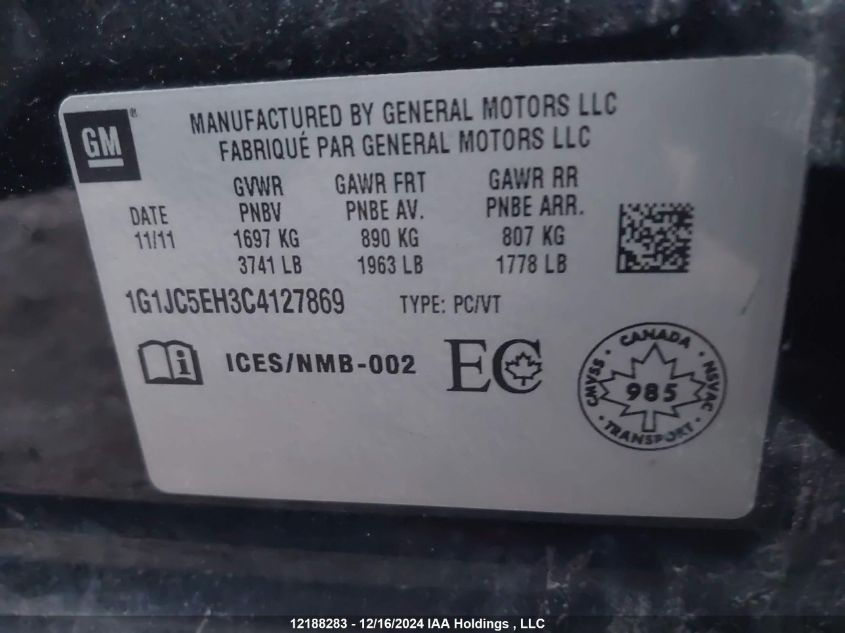 GM
®
MANUFACTURED BY GENERAL MOTORS LLC
FABRIQUÉ PAR GENERAL MOTORS LLC
GVWR GAWR FRT GAWR RR
DATE PNBV PNBE AV. PNBE ARR.
11/11 1697 KG 890 KG 807 KG
3741 LB 1963 LB 1778 LB
1G1JC5EH3C4127869 TYPE: PC/VT
i ICES/NMB-002 EC
CANADA
CMVSS 985 NSVAC
TRANSPORT
12188283 - 12/16/2024 IAA Holdings , LLC